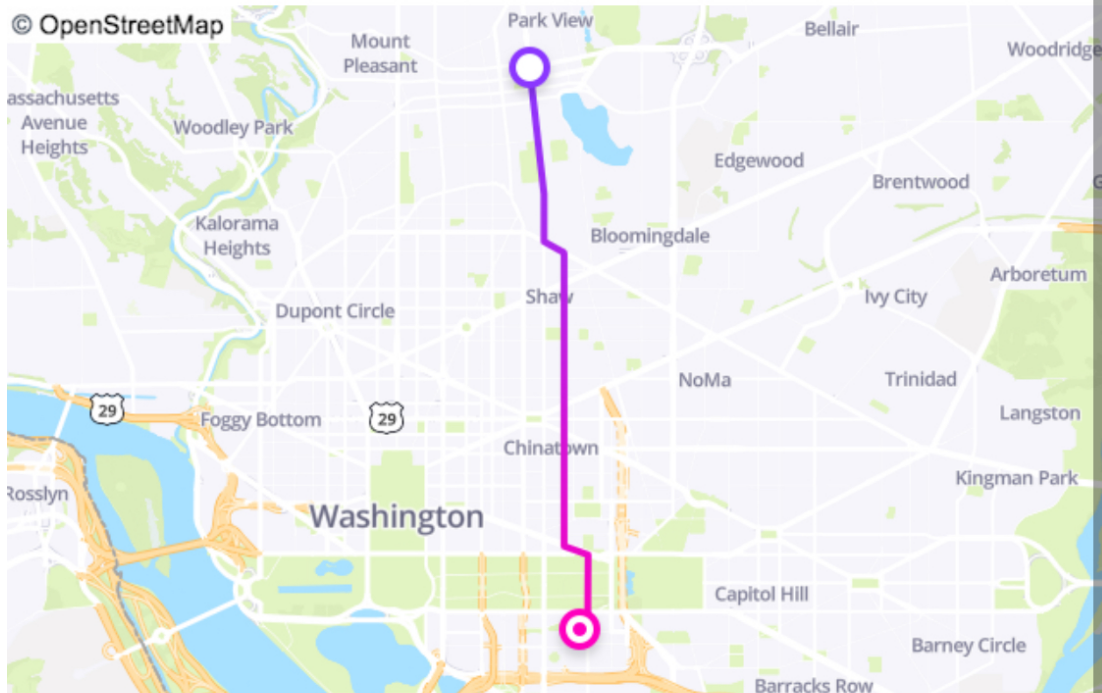 © OpenStreetMap
Park View
Bellair
Mount
Pleasant
Woodridge
assachusetts
Avenue
Heights
Woodley Park
Edgewood
Brentwood
Kalorama
Heights
Bloomingdale
Arboretum
Shaw
Ivy City
Dupont Circle
NoMa
Trinidad
29
29
Foggy Bottom
Langston
Chinatown
Kingman Park
Rosslyn
Washington
Capitol Hill
Barney Circle
Barracks Row